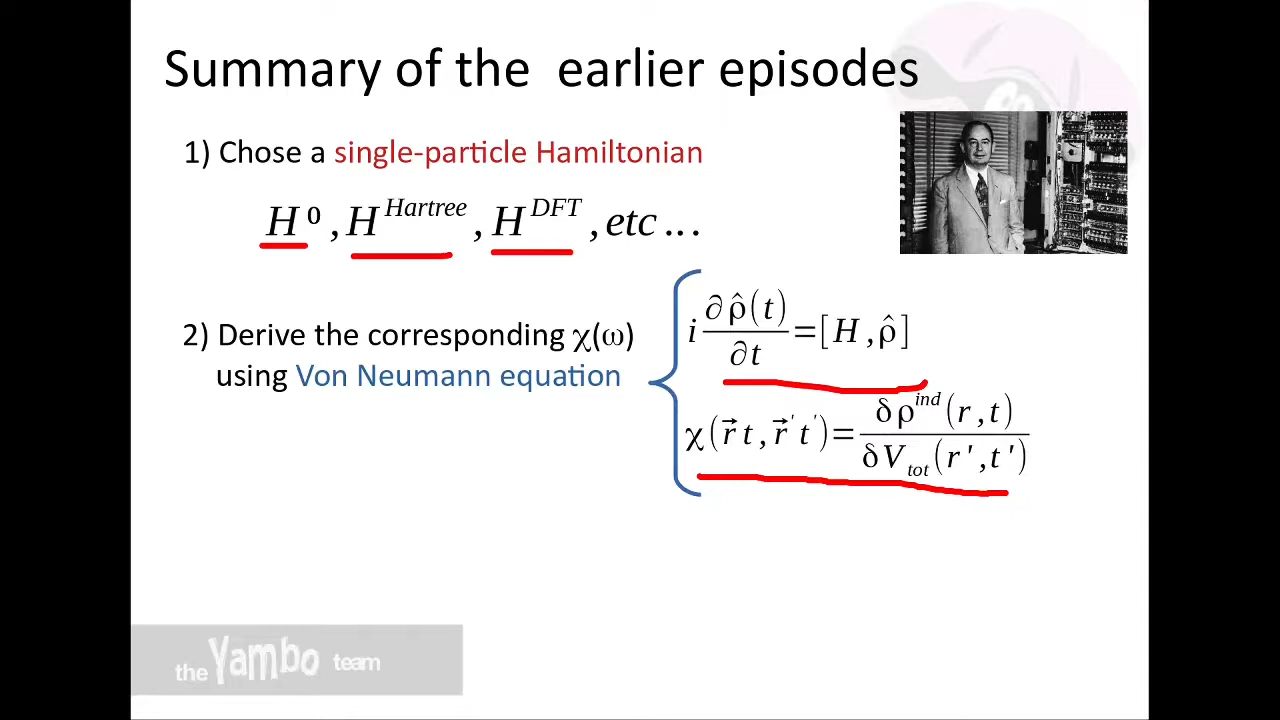 Summary of the earlier episodes
1) Chose a single-particle Hamiltonian
H⁰, H^Hartree, H^DFT, etc...
2) Derive the corresponding χ(ω)
using Von Neumann equation
i ∂ρ̂(t)/∂t = [H, ρ̂]
χ(r⃗ t, r⃗ ' t ') = δρ^ind(r,t) / δV_tot(r',t')
the Yambo team